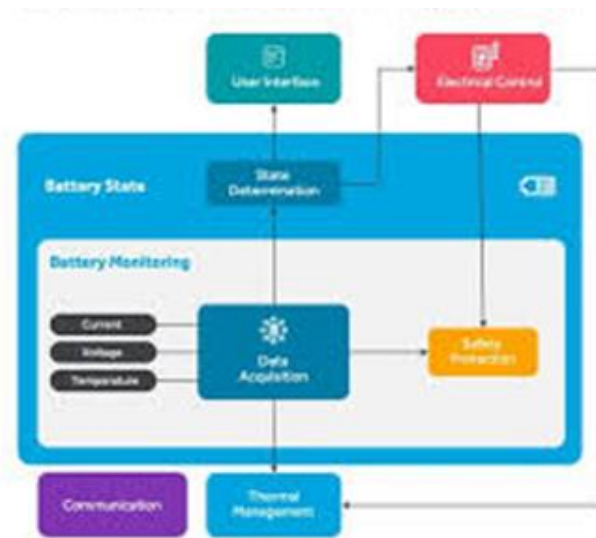 User Interface
Electrical Control
Battery State
State
Determination
Battery Monitoring
Current
Voltage
Temperature
Data
Acquisition
Safety
Protection
Communication
Thermal
Management